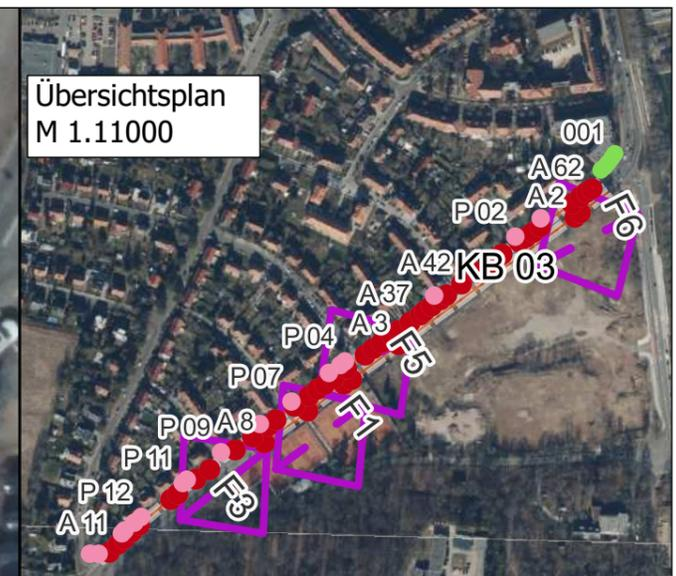 Übersichtsplan
M 1.11000
001
A 62
A 2
P 02
F6
A 42
KB 03
A 37
A 3
P 04
F5
P 07
F1
A 8
P 09
P 11
F3
P 12
A 11